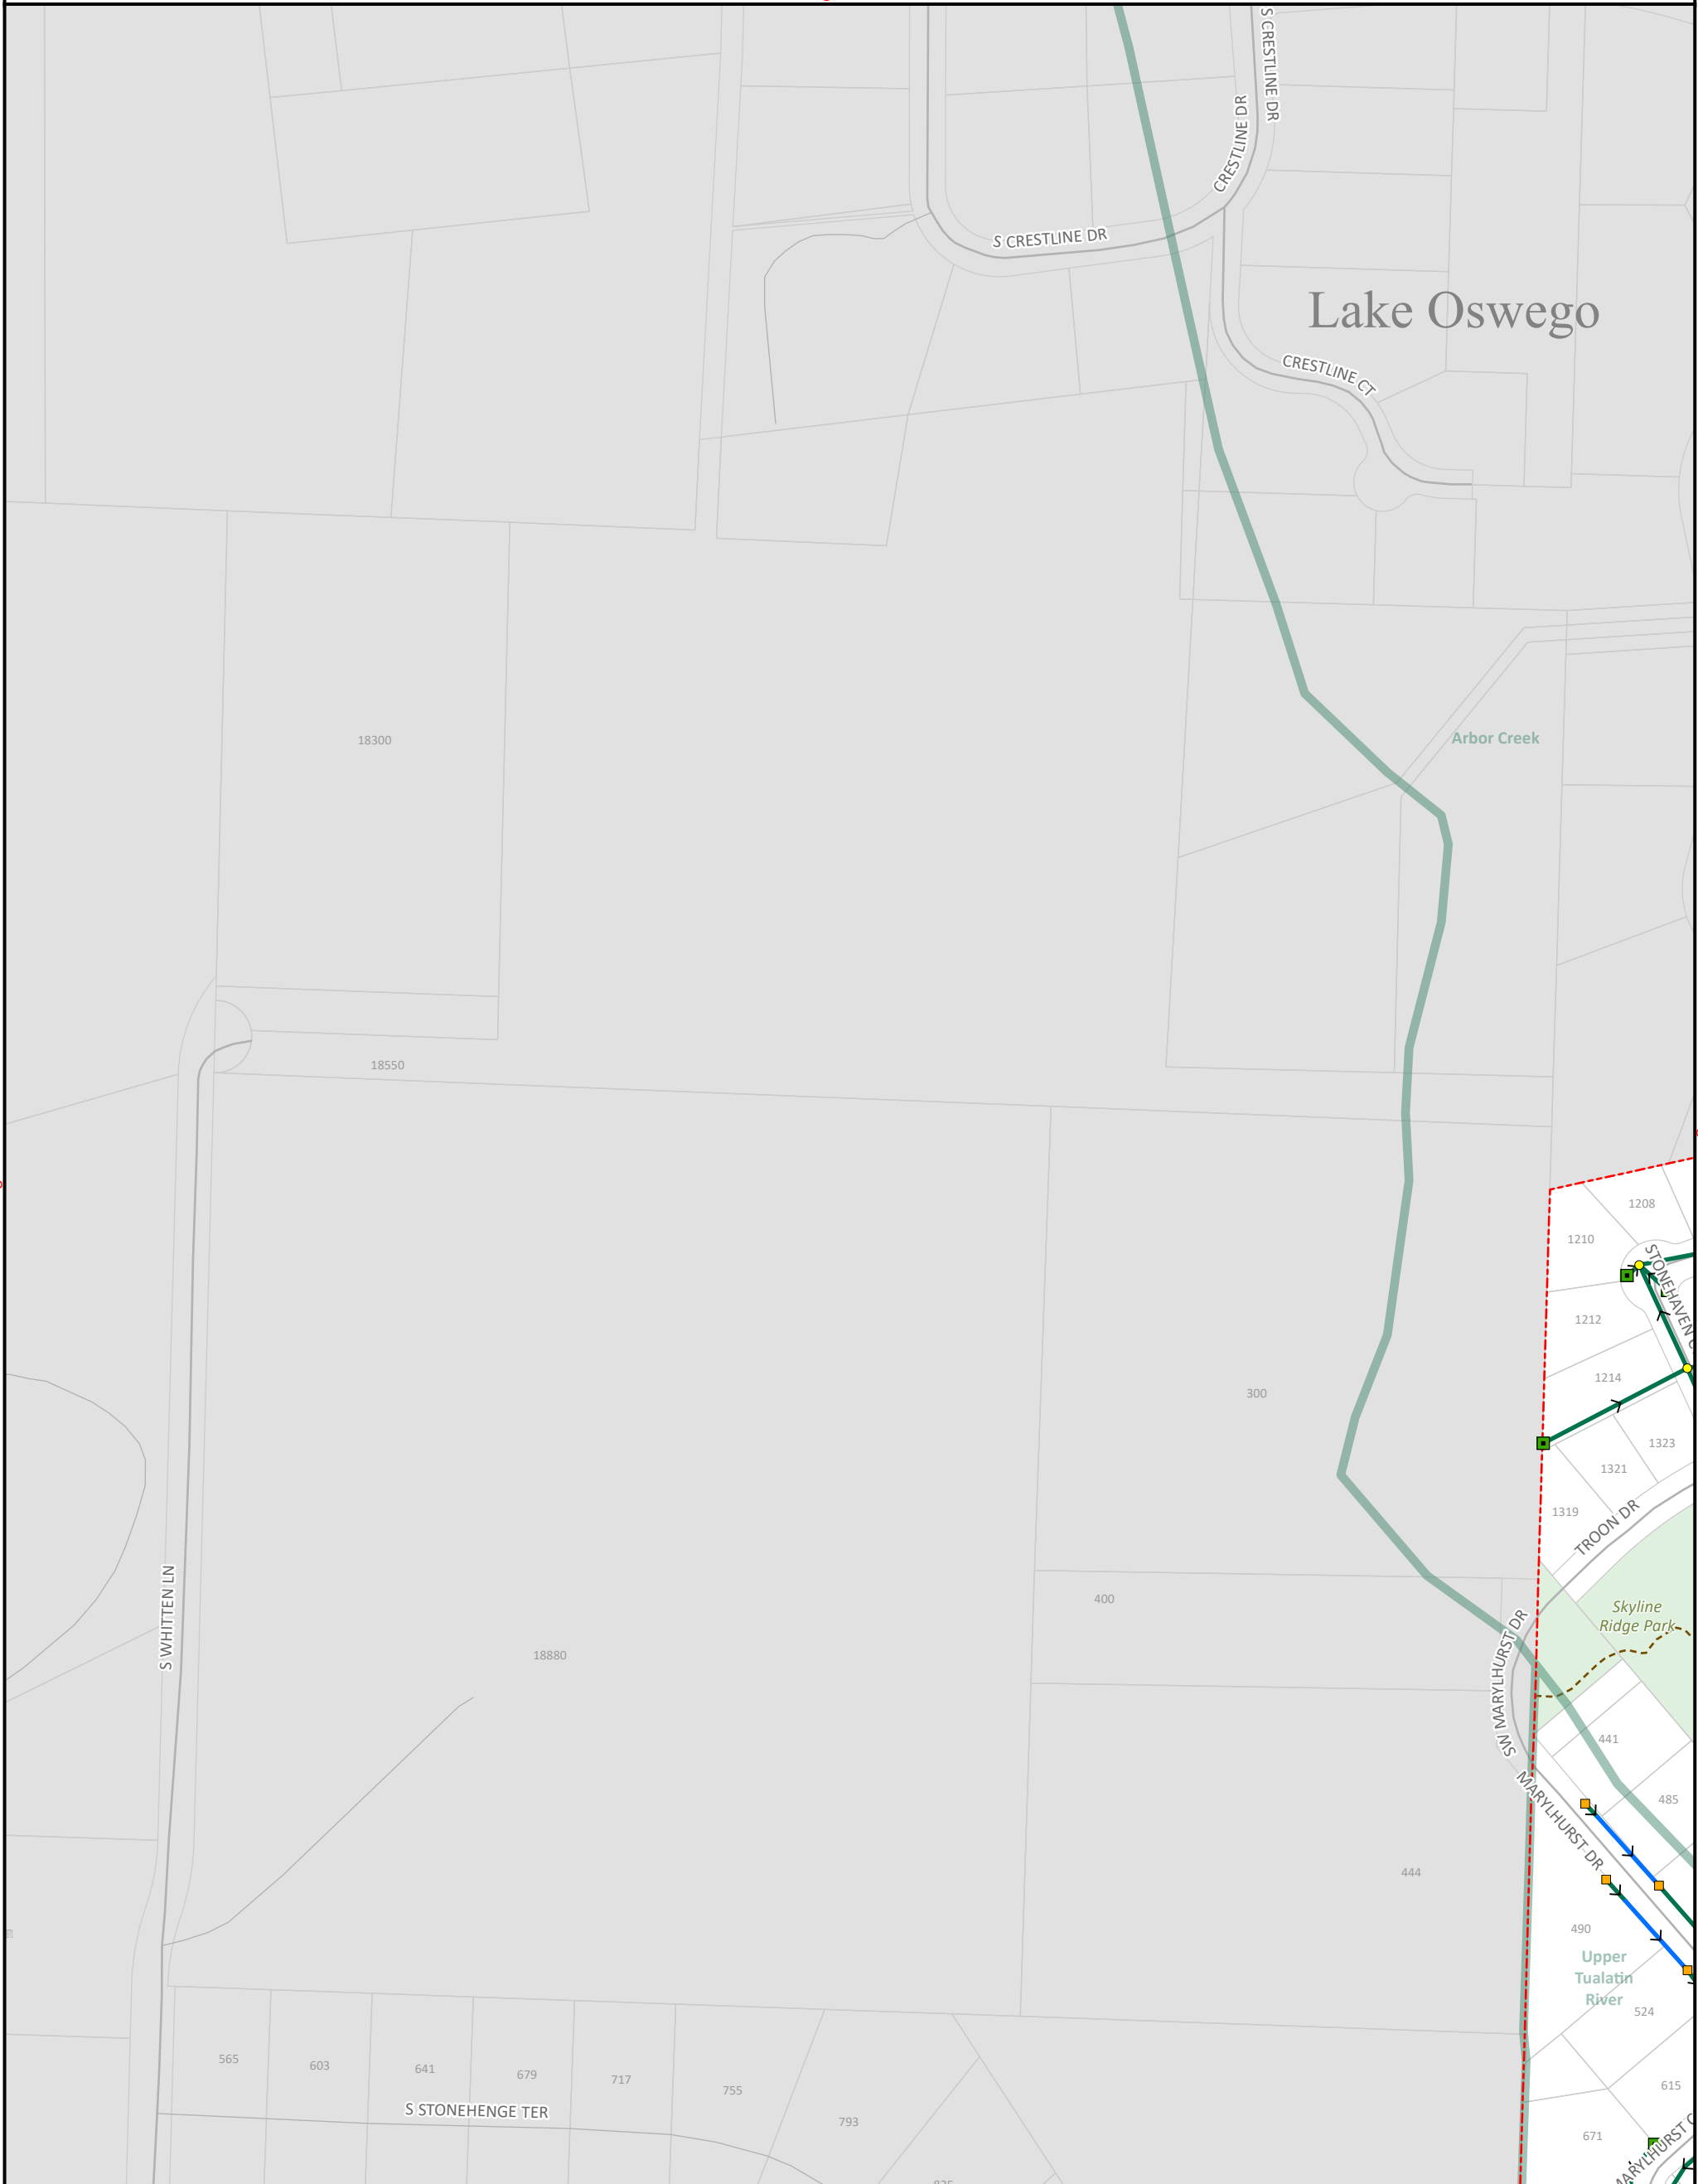 S CRESTLINE DR
CRESTLINE DR
S CRESTLINE DR
Lake Oswego
CRESTLINE CT
18300
Arbor Creek
18550
1208
1210
STONEHAVEN
1212
1214
300
1323
1321
1319
TROON DR
S WHITTEN LN
400
Skyline
Ridge Park
18880
SW MARYLHURST DR
441
MARYLHURST DR
485
444
490
Upper
Tualatin
River
524
565
603
641
679
717
755
615
S STONEHENGE TER
793
671
MARYLHURST